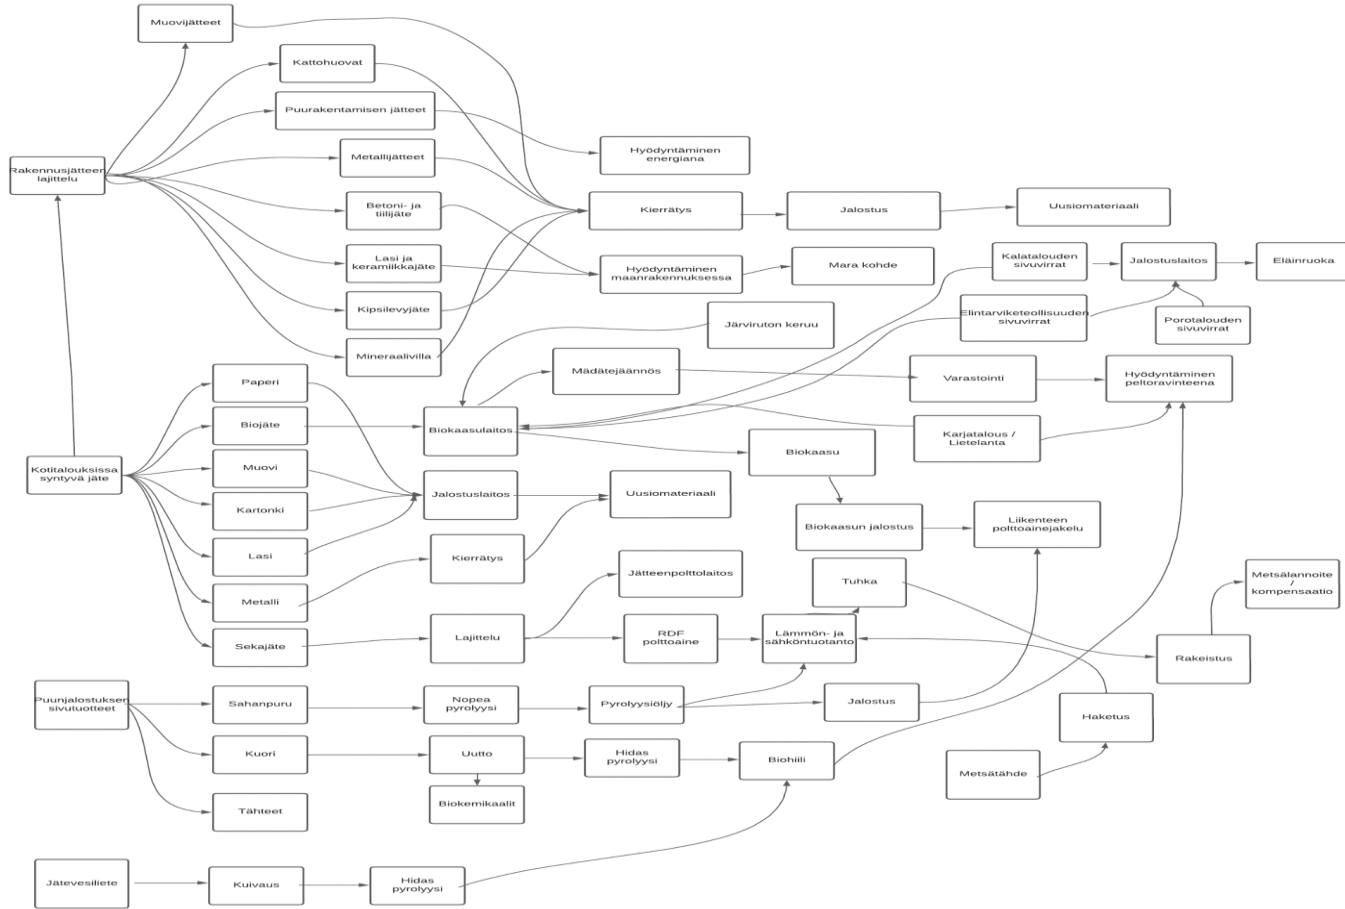 Muovijätteet
Kattohuovat
Puurakentamisen jätteet
Hyödyntäminen
energiana
Rakennusjätteen
lajittelu
Metallijätteet
Betoni- ja
tiilijäte
Kierrätys
Jalostus
Uusiomateriaali
Lasi ja
keramiikkajäte
Hyödyntäminen
maanrakennuksessa
Mara kohde
Kalatalouden
sivuvirrat
Jalostuslaitos
Eläinruoka
Kipsilevyjäte
Järviruton keruu
Elintarviketeollisuuden
sivuvirrat
Porotalouden
sivuvirrat
Mineraalivilla
Paperi
Mädätejäännös
Varastointi
Hyödyntäminen
peltoravinteena
Biojäte
Biokaasulaitos
Karjatalous /
Lietelanta
Kotitalouksissa
syntyvä jäte
Muovi
Biokaasu
Kartonki
Jalostuslaitos
Uusiomateriaali
Biokaasun jalostus
Liikenteen
polttoainejakelu
Lasi
Kierrätys
Jätteenpolttolaitos
Tuhka
Metsälannoite
/
kompensaatio
Metalli
Sekajäte
Lajittelu
RDF
polttoaine
Lämmön- ja
sähköntuotanto
Rakeistus
Puunjalostuksen
sivutuotteet
Sahanpuru
Nopea
pyrolyysi
Pyrolyysiöljy
Jalostus
Haketus
Kuori
Uutto
Hidas
pyrolyysi
Biohiili
Metsätähde
Biokemikaalit
Tähteet
Jätevesiliete
Kuivaus
Hidas
pyrolyysi